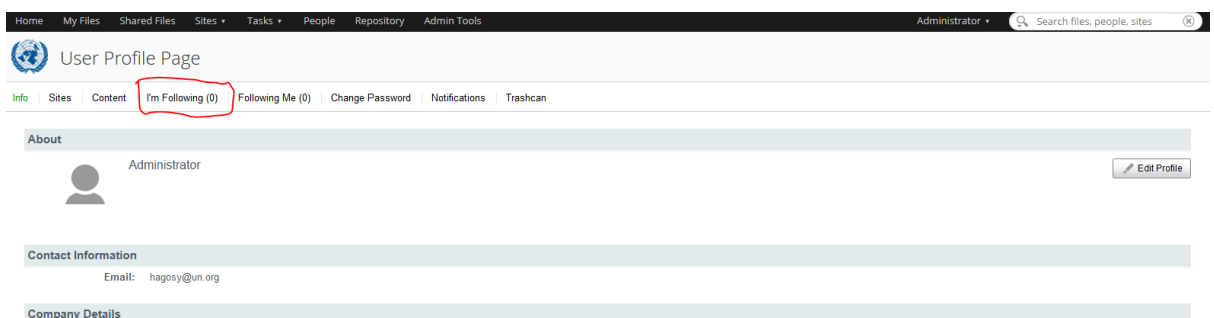 Home My Files Shared Files Sites ▾ Tasks ▾ People Repository Admin Tools Administrator ▾ Search files, people, sites
User Profile Page
Info Sites Content I'm Following (0) Following Me (0) Change Password Notifications Trashcan
About
Administrator
Edit Profile
Contact Information
Email: hagosy@un.org
Company Details